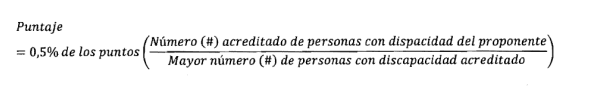 Puntaje
= 0,5% de los puntos (Número (#) acreditado de personas con dispacidad del proponente
Mayor número (#) de personas con discapacidad acreditado)